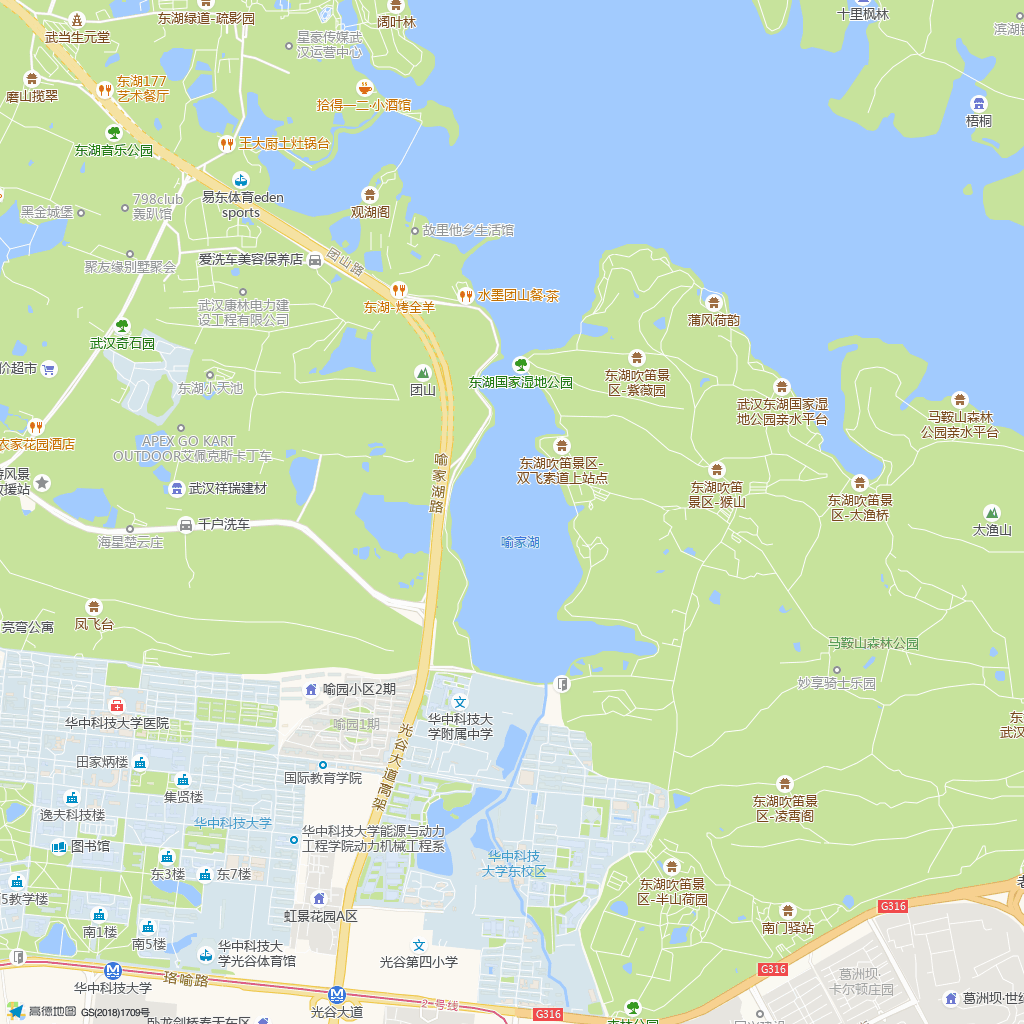 东湖绿道-疏影园
阔叶林
十里枫林
武当生元堂
星豪传媒武
汉运营中心
磨山揽翠
东湖177
艺术餐厅
拾得一二·小酒馆
梧桐
东湖音乐公园
王大厨土灶锅台
易东体育eden
sports
798club
轰趴馆
黑金城堡
观湖阁
故里他乡生活馆
聚友缘别墅聚会
爱洗车美容保养店
团山路
武汉康林电力建
设工程有限公司
东湖-烤全羊
水墨团山餐·茶
蒲风荷韵
武汉奇石园
价超市
东湖小天池
团山
东湖国家湿地公园
东湖吹笛景
区-紫薇园
武汉东湖国家湿
地公园亲水平台
马鞍山森林
公园亲水平台
农家花园酒店
APEX GO KART
OUTDOOR艾佩克斯卡丁车
东湖吹笛景区-
双飞索道上站点
喻家湖路
武汉祥瑞建材
东湖吹笛
景区-猴山
东湖吹笛景
区-太渔桥
千户洗车
海星楚云庄
喻家湖
太渔山
凤飞台
亮弯公寓
马鞍山森林公园
妙享骑士乐园
喻园小区2期
喻园1期
华中科技大学医院
华中科技大
学附属中学
光谷大道高架
田家炳楼
集贤楼
国际教育学院
逸夫科技楼
华中科技大学
华中科技大学能源与动力
工程学院动力机械工程系
东湖吹笛景
区-凌霄阁
图书馆
东3楼
东7楼
华中科技
大学东校区
东湖吹笛景
区-半山荷园
5教学楼
南1楼
南5楼
虹景花园A区
华中科技大
学光谷体育馆
光谷第四小学
南门驿站
G316
G316
G316
葛洲坝·
卡尔顿庄园
葛洲坝·世纪
华中科技大学
珞喻路
光谷大道
2号线
高德地图
GS(2018)1709号